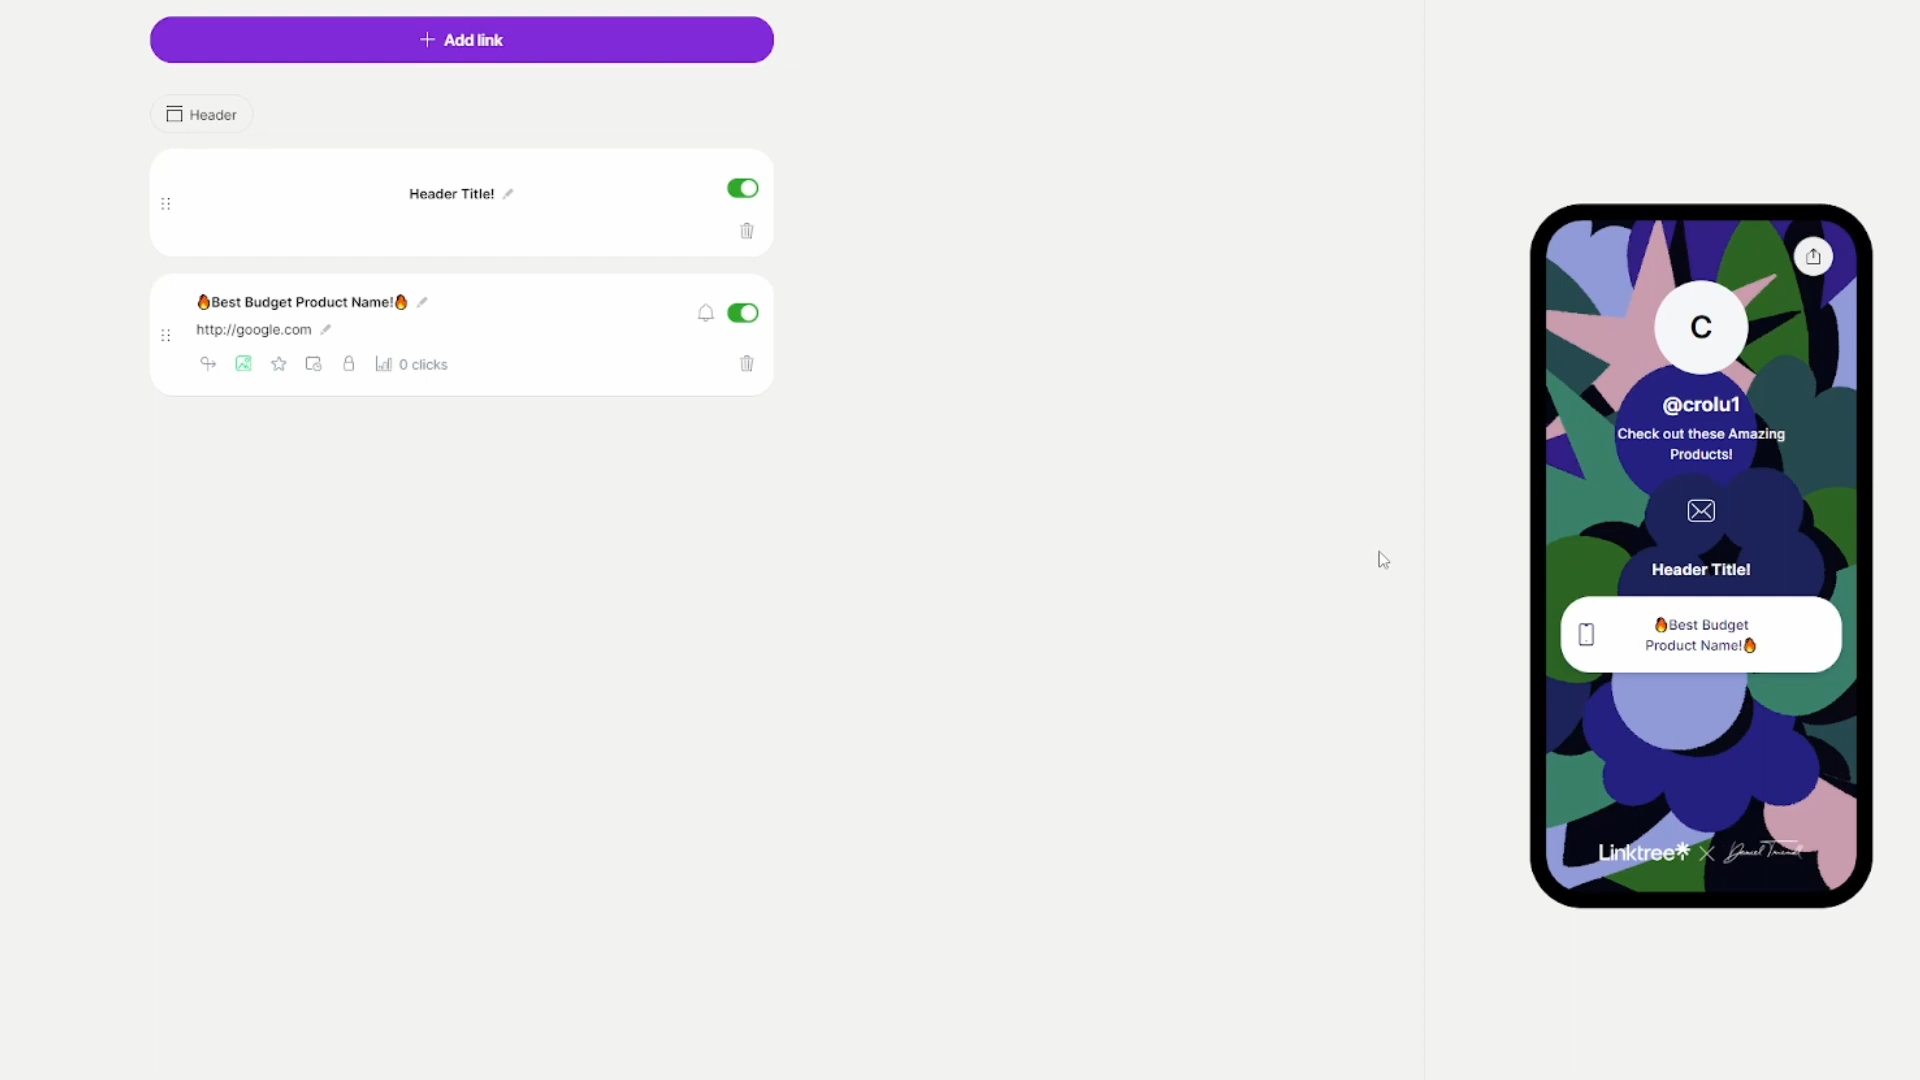 Add link
Header
Header Title!
🔥Best Budget Product Name!🔥
http://google.com
0 clicks
C
@crolu1
Check out these Amazing
Products!
Header Title!
🔥Best Budget
Product Name!🔥
Linktree* X